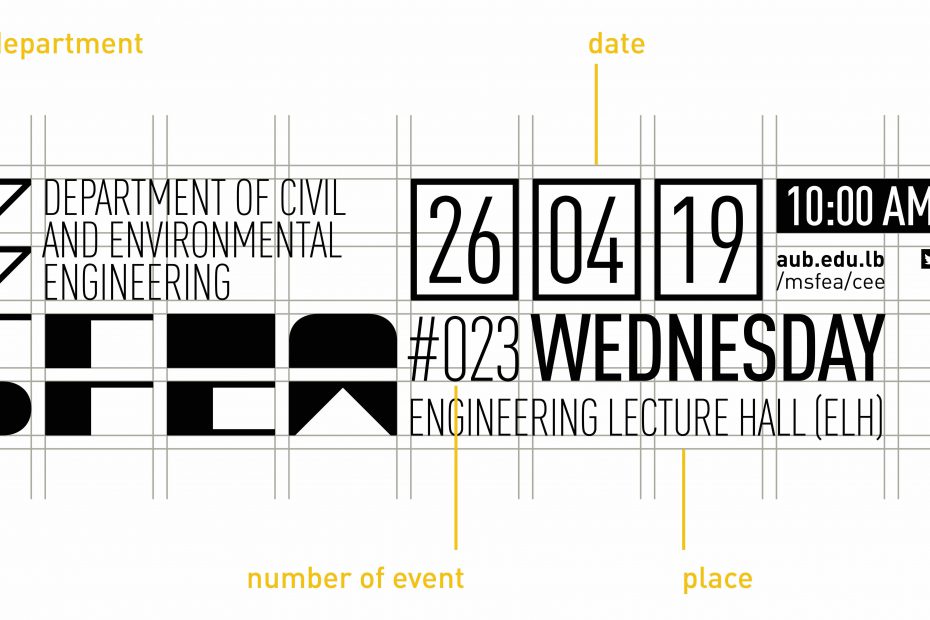 department
date
DEPARTMENT OF CIVIL
AND ENVIRONMENTAL
ENGINEERING
26 04 19
10:00 AM
aub.edu.lb
/msfea/cee
#023 WEDNESDAY
ENGINEERING LECTURE HALL (ELH)
number of event
place